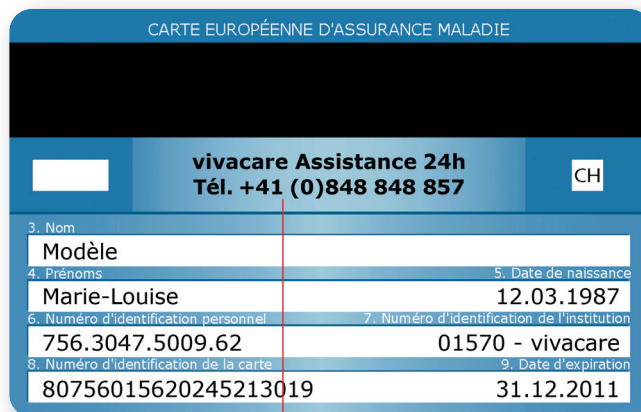 CARTE EUROPÉENNE D'ASSURANCE MALADIE
vivacare Assistance 24h
Tél. +41 (0)848 848 857
CH
3. Nom
Modèle
4. Prénoms 5. Date de naissance
Marie-Louise 12.03.1987
6. Numéro d'identification personnel 7. Numéro d'identification de l'institution
756.3047.5009.62 01570 - vivacare
8. Numéro d'identification de la carte 9. Date d'expiration
80756015620245213019 31.12.2011